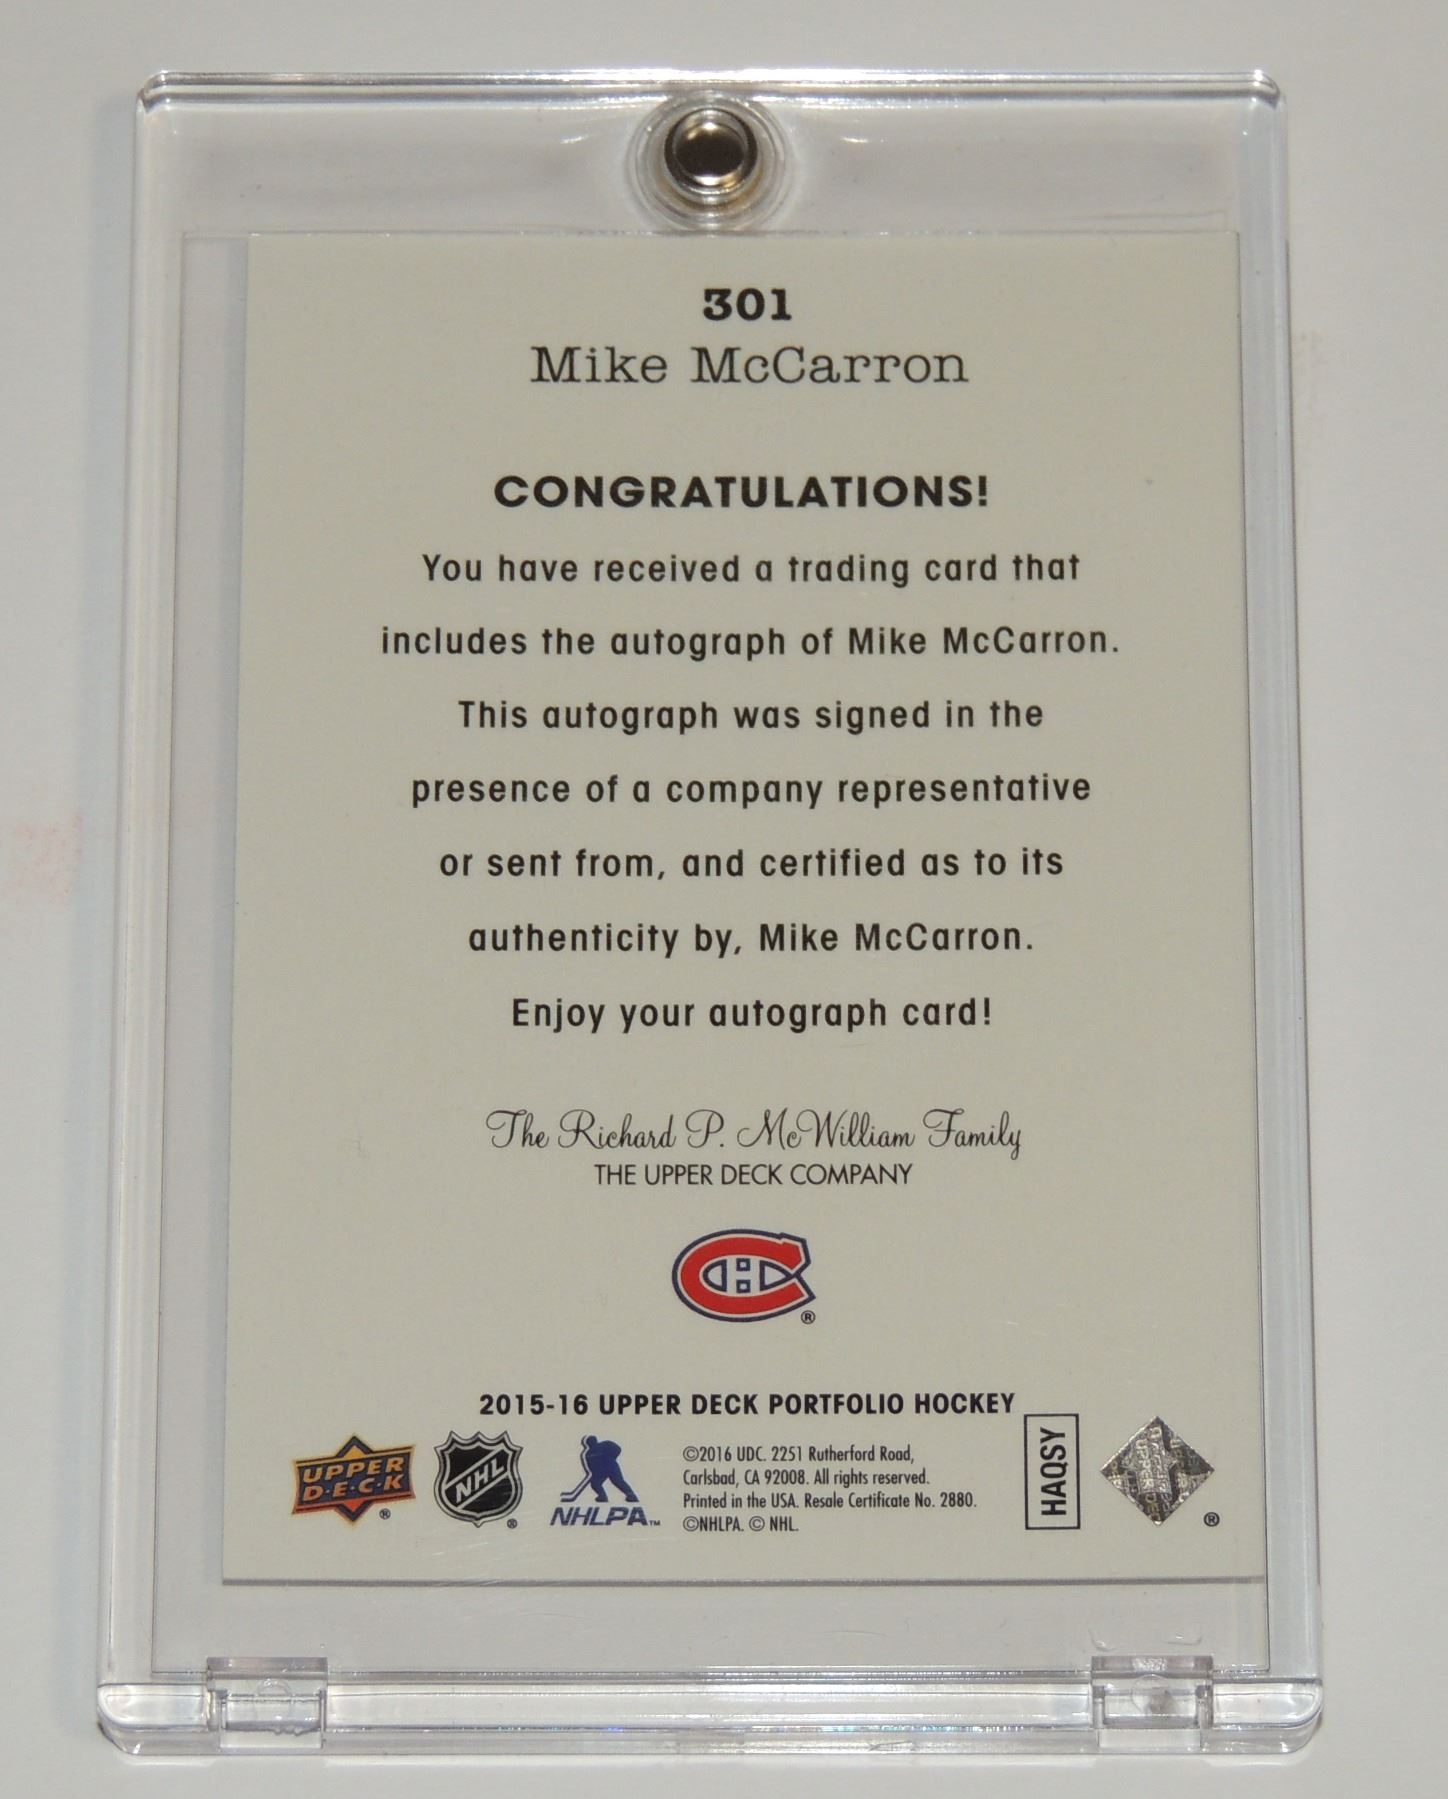 301
Mike McCarron
CONGRATULATIONS!
You have received a trading card that
includes the autograph of Mike McCarron.
This autograph was signed in the
presence of a company representative
or sent from, and certified as to its
authenticity by, Mike McCarron.
Enjoy your autograph card!
The Richard P. McWilliam Family
THE UPPER DECK COMPANY
CH®
2015-16 UPPER DECK PORTFOLIO HOCKEY
UPPER
D•E•C•K®
NHL®
NHLPA™
©2016 UDC. 2251 Rutherford Road,
Carlsbad, CA 92008. All rights reserved.
Printed in the USA. Resale Certificate No. 2880.
©NHLPA. © NHL.
HAQSY
®